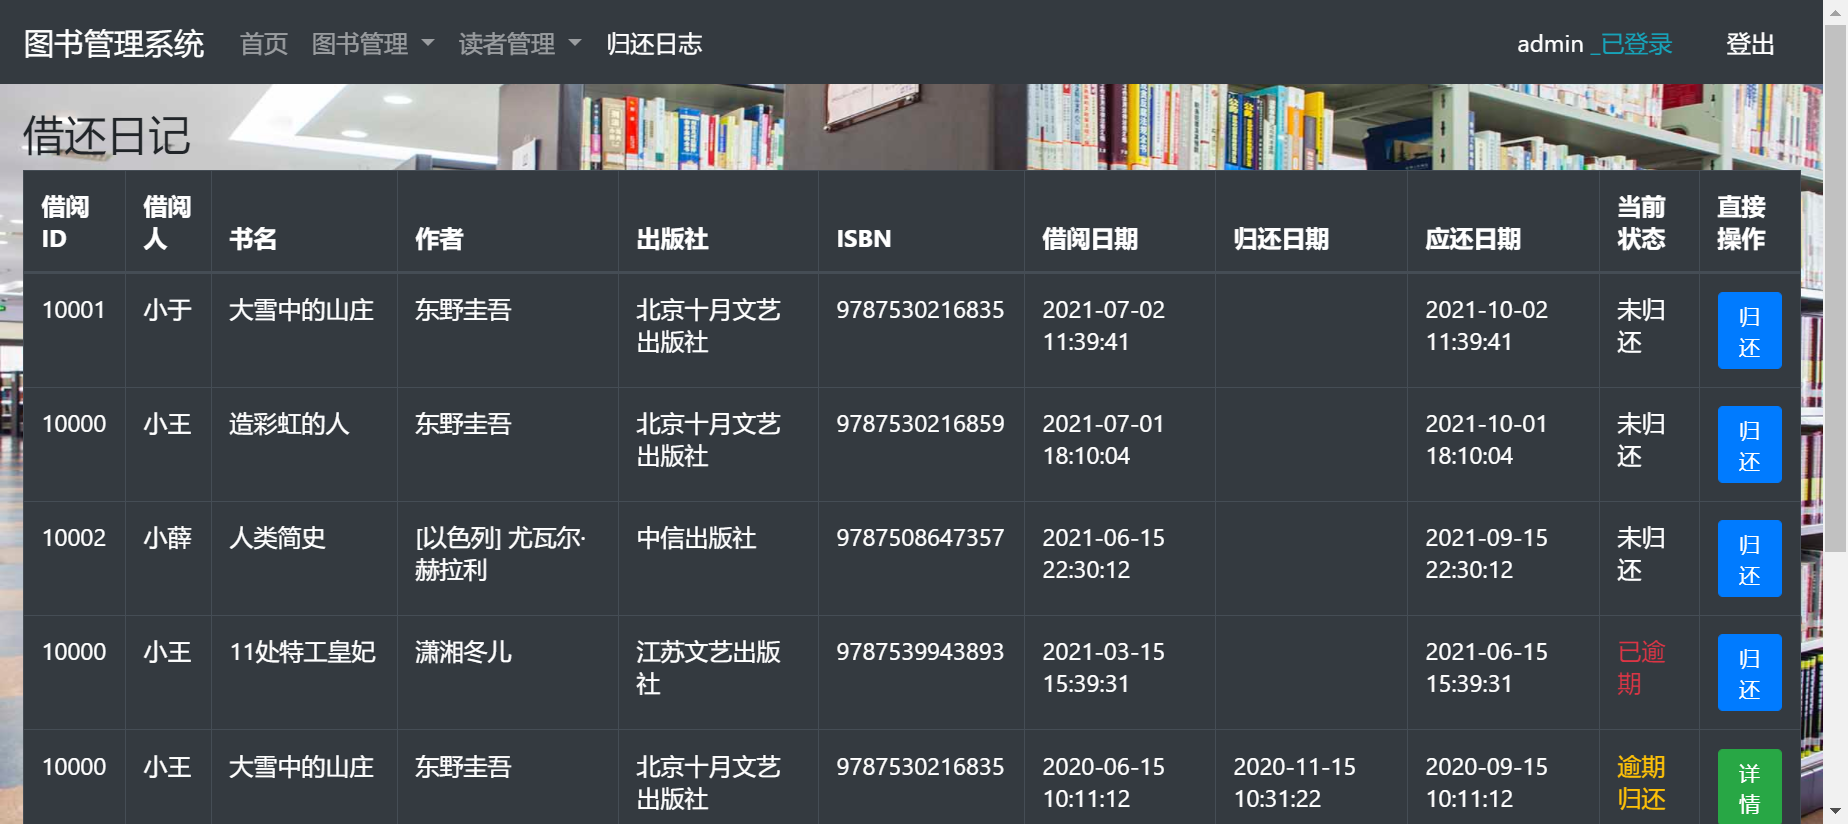 图书管理系统 首页 图书管理 读者管理 归还日志 admin _已登录 登出
借还日记
借阅ID 借阅人 书名 作者 出版社 ISBN 借阅日期 归还日期 应还日期 当前状态 直接操作
10001 小于 大雪中的山庄 东野圭吾 北京十月文艺出版社 9787530216835 2021-07-02 11:39:41 2021-10-02 11:39:41 未归还 归还
10000 小王 造彩虹的人 东野圭吾 北京十月文艺出版社 9787530216859 2021-07-01 18:10:04 2021-10-01 18:10:04 未归还 归还
10002 小薛 人类简史 [以色列] 尤瓦尔·赫拉利 中信出版社 9787508647357 2021-06-15 22:30:12 2021-09-15 22:30:12 未归还 归还
10000 小王 11处特工皇妃 潇湘冬儿 江苏文艺出版社 9787539943893 2021-03-15 15:39:31 2021-06-15 15:39:31 已逾期 归还
10000 小王 大雪中的山庄 东野圭吾 北京十月文艺出版社 9787530216835 2020-06-15 10:11:12 2020-11-15 10:31:22 2020-09-15 10:11:12 逾期归还 详情